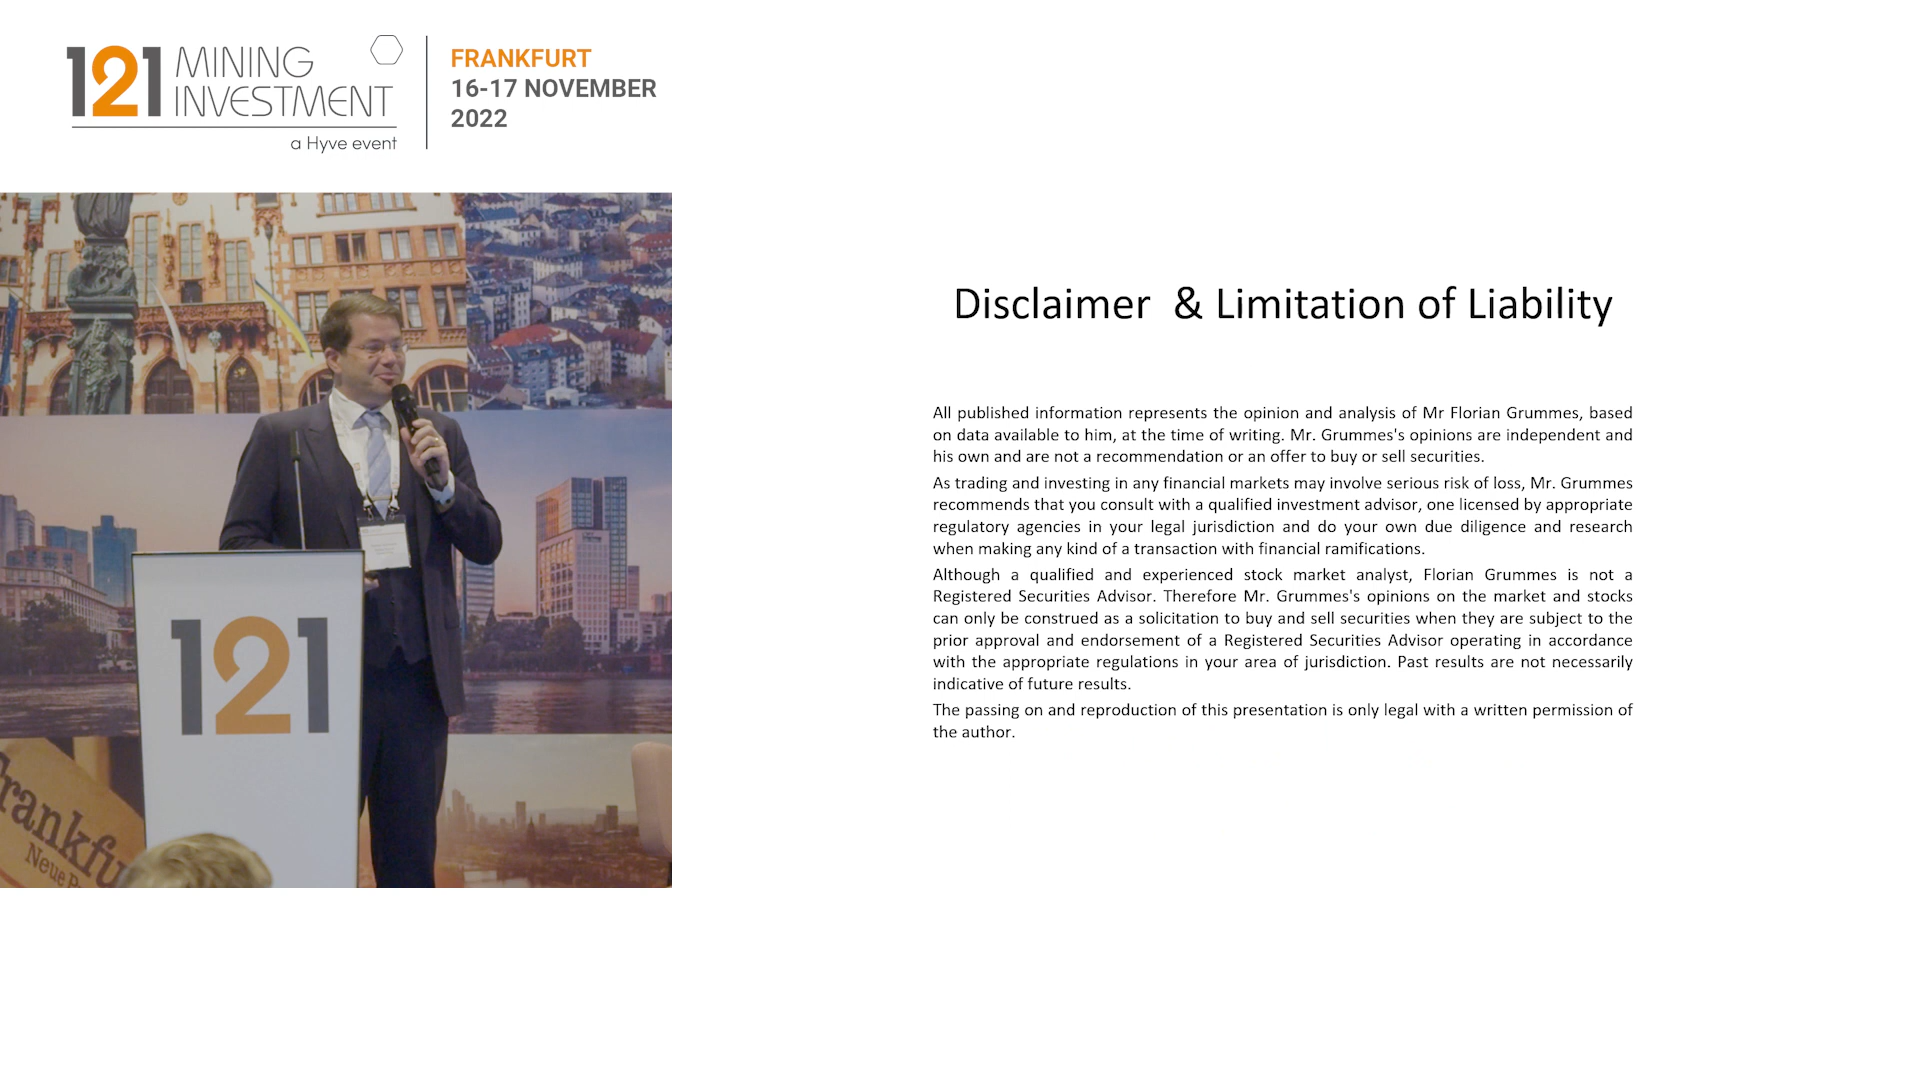 121 MINING
INVESTMENT
a Hyve event
FRANKFURT
16-17 NOVEMBER
2022
121
Frankfu
Neue
Disclaimer & Limitation of Liability
All published information represents the opinion and analysis of Mr Florian Grummes, based
on data available to him, at the time of writing. Mr. Grummes's opinions are independent and
his own and are not a recommendation or an offer to buy or sell securities.
As trading and investing in any financial markets may involve serious risk of loss, Mr. Grummes
recommends that you consult with a qualified investment advisor, one licensed by appropriate
regulatory agencies in your legal jurisdiction and do your own due diligence and research
when making any kind of a transaction with financial ramifications.
Although a qualified and experienced stock market analyst, Florian Grummes is not a
Registered Securities Advisor. Therefore Mr. Grummes's opinions on the market and stocks
can only be construed as a solicitation to buy and sell securities when they are subject to the
prior approval and endorsement of a Registered Securities Advisor operating in accordance
with the appropriate regulations in your area of jurisdiction. Past results are not necessarily
indicative of future results.
The passing on and reproduction of this presentation is only legal with a written permission of
the author.